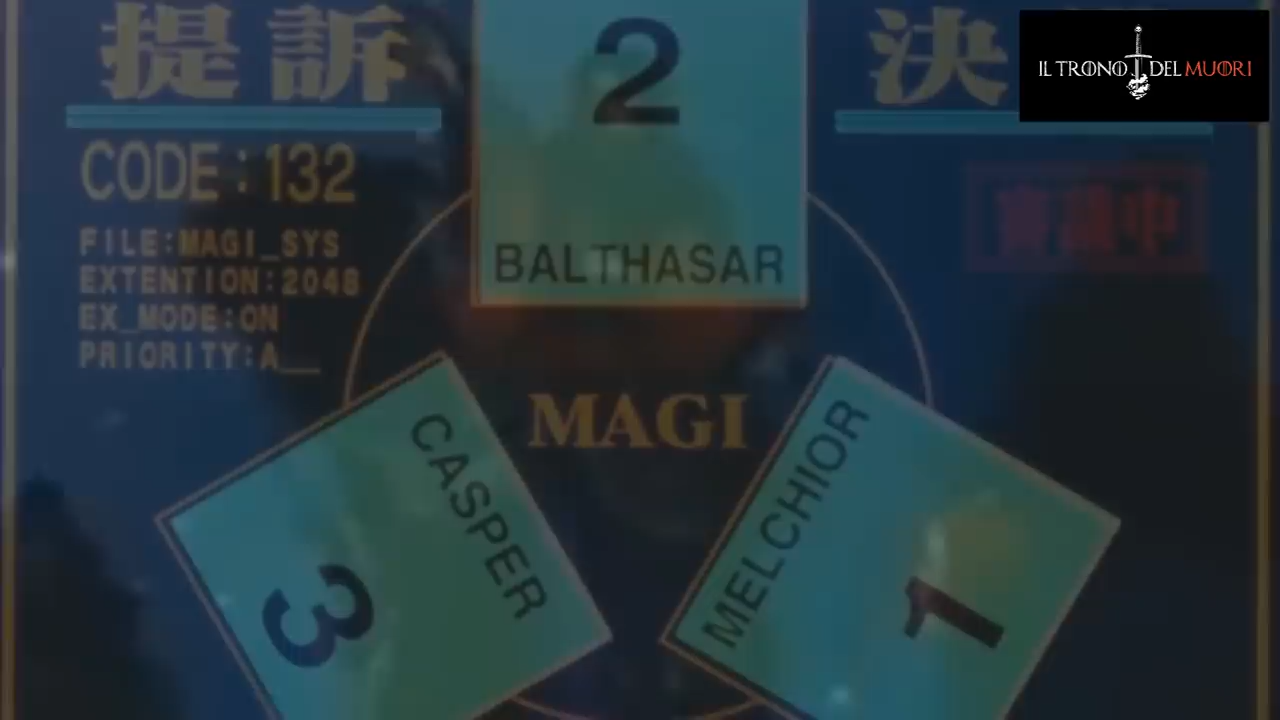 提訴
決
2
IL TRONO DEL MUORI
CODE:132
FILE:MAGI_SYS
EXTENTION:2048
EX_MODE:ON
PRIORITY:A__
BALTHASAR
MAGI
CASPER
3
MELCHIOR
1